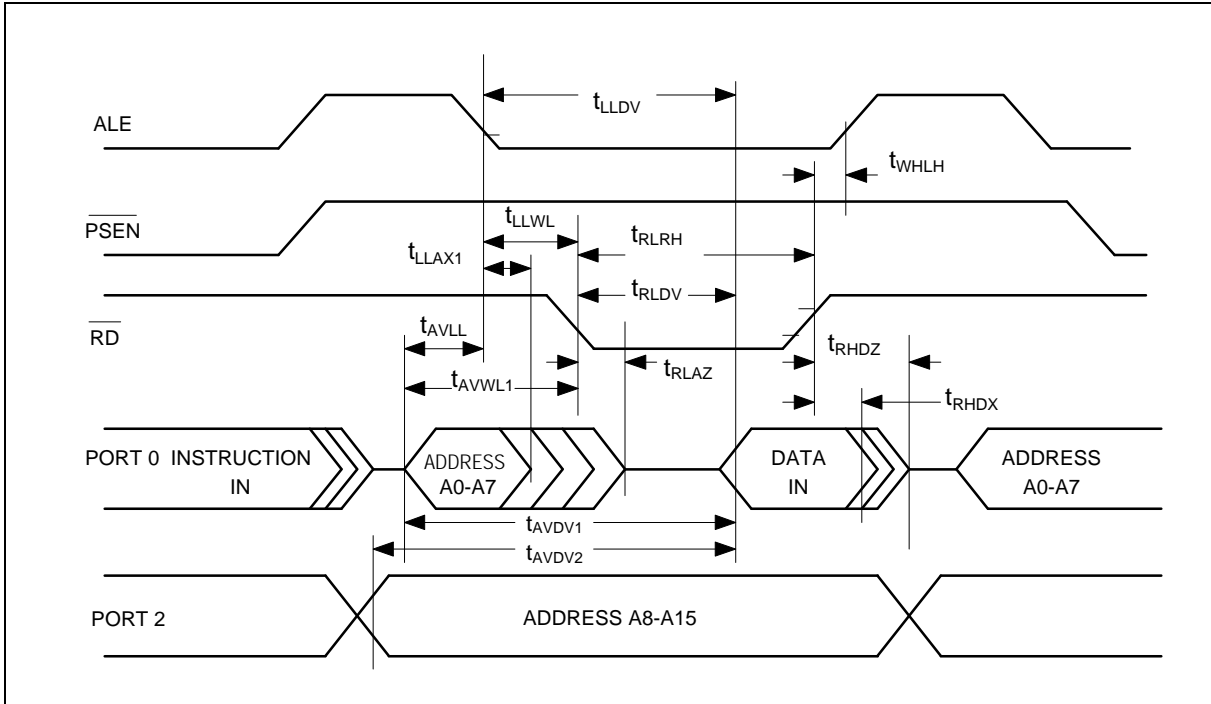 ALE
tLLDV
tWHLH
PSEN
tLLWL
tRLRH
tLLAX1
tRLDV
RD
tAVLL
tRHDZ
tRLAZ
tAVWL1
tRHDX
PORT 0 INSTRUCTION
IN
ADDRESS
A0-A7
DATA
IN
ADDRESS
A0-A7
tAVDV1
tAVDV2
PORT 2
ADDRESS A8-A15